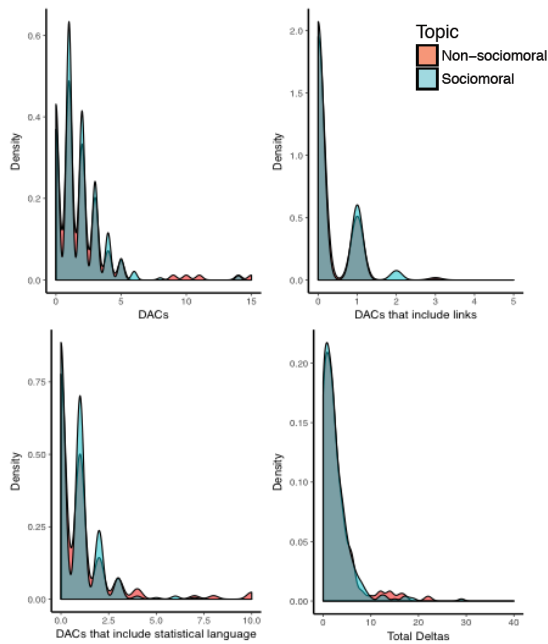 Topic
Non−sociomoral
Sociomoral
Density
0.6
0.4
0.2
0.0
0 5 10 15
DACs
Density
2.0
1.5
1.0
0.5
0.0
0 1 2 3 4 5
DACs that include links
Density
0.75
0.50
0.25
0.00
0.0 2.5 5.0 7.5 10.0
DACs that include statistical language
Density
0.20
0.15
0.10
0.05
0.00
0 10 20 30 40
Total Deltas